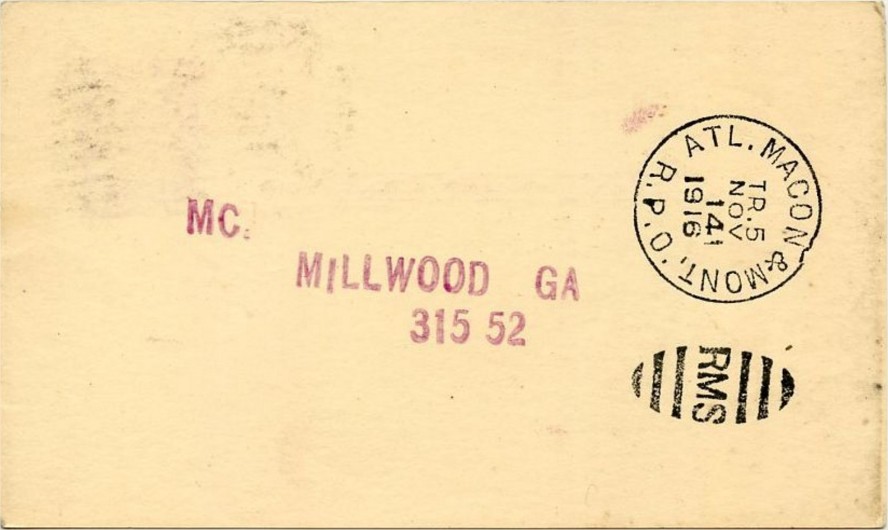 MC.
MILLWOOD GA
315 52
ATL. MACON & MONT. R.P.O.
TR.5
NOV
14
1916
RMS